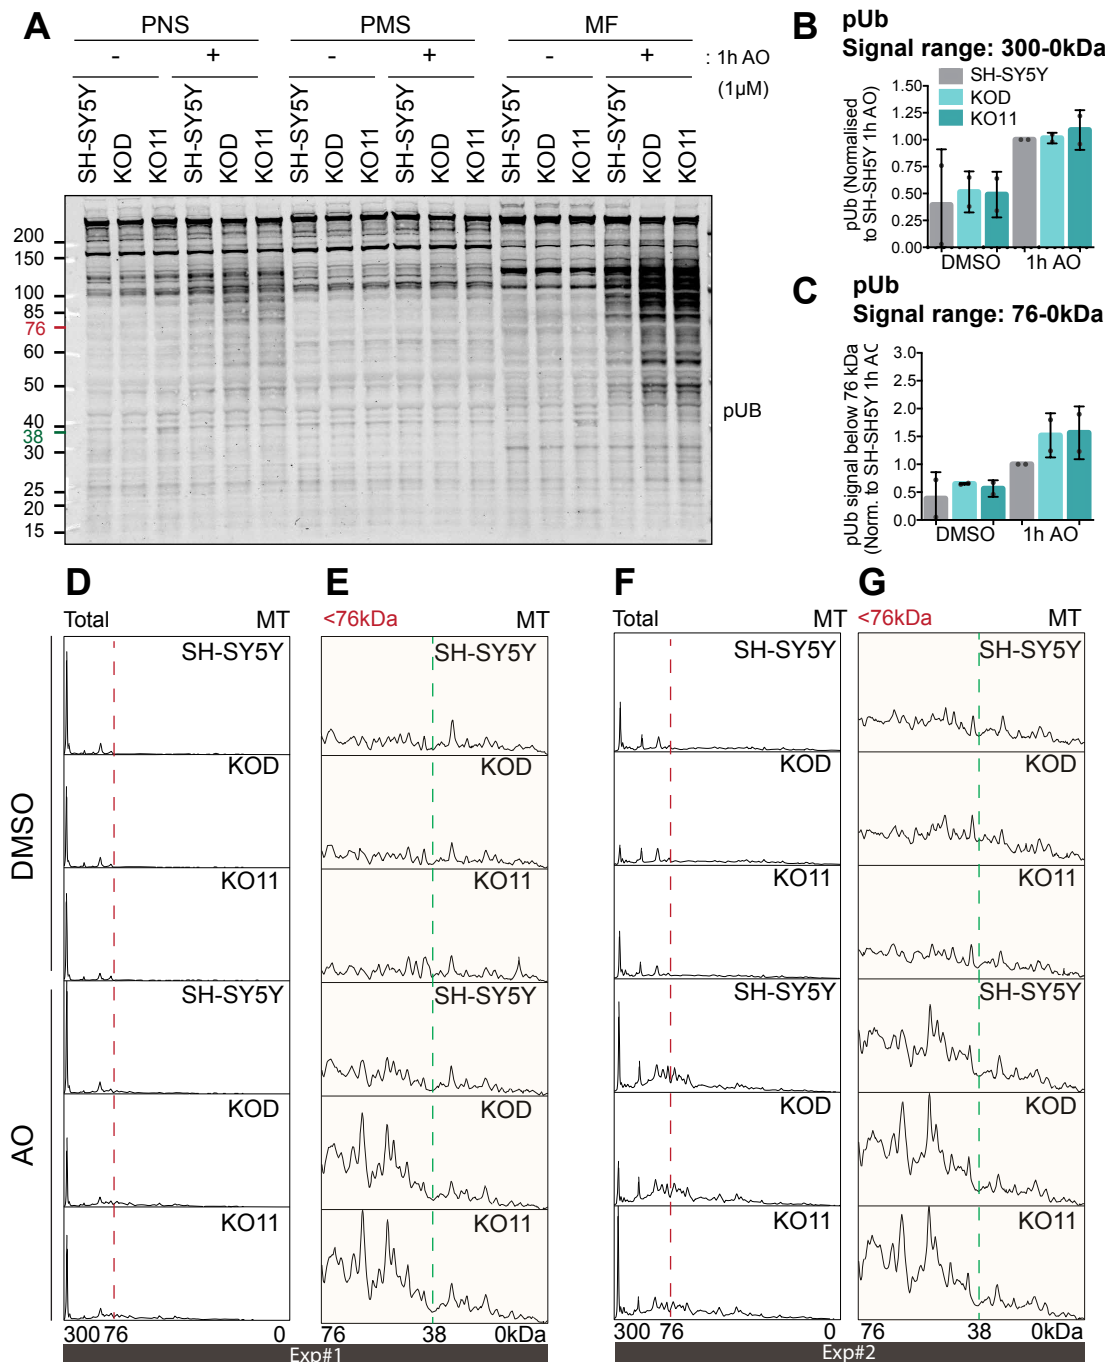 A
PNS
PMS
MF
- + - + - + : 1h AO
(1µM)
SH-SY5Y
KOD
KO11
SH-SY5Y
KOD
KO11
SH-SY5Y
KOD
KO11
SH-SY5Y
KOD
KO11
SH-SY5Y
KOD
KO11
SH-SY5Y
KOD
KO11
200
150
100
85
76
60
50
40
38
30
25
20
15
pUB
B
pUb
Signal range: 300-0kDa
SH-SY5Y
KOD
KO11
pUb (Normalised
to SH-SH5Y 1h AO)
1.50
1.25
1.00
0.75
0.50
0.25
0.00
DMSO
1h AO
C
pUb
Signal range: 76-0kDa
pUb signal below 76 kDa
(Norm. to SH-SH5Y 1h AO
3.0
2.5
2.0
1.5
1.0
0.5
0.0
DMSO
1h AO
D
Total MT
DMSO
AO
SH-SY5Y
KOD
KO11
SH-SY5Y
KOD
KO11
300 76 0
E
<76kDa MT
SH-SY5Y
KOD
KO11
SH-SY5Y
KOD
KO11
76 38 0kDa
Exp#1
F
Total MT
SH-SY5Y
KOD
KO11
SH-SY5Y
KOD
KO11
300 76 0
G
<76kDa MT
SH-SY5Y
KOD
KO11
SH-SY5Y
KOD
KO11
76 38 0kDa
Exp#2